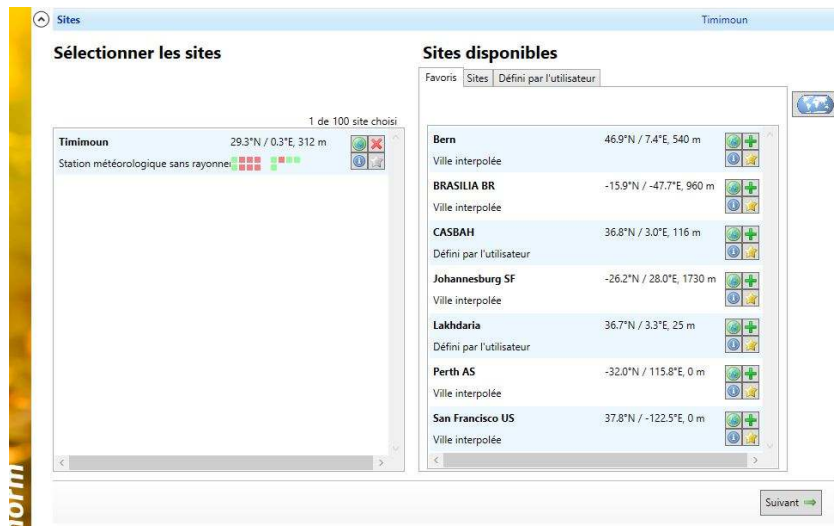 Sites
Timimoun
Sélectionner les sites
1 de 100 site choisi
Timimoun 29.3°N / 0.3°E, 312 m
Station météorologique sans rayonne
Sites disponibles
Favoris Sites Défini par l'utilisateur
Bern 46.9°N / 7.4°E, 540 m
Ville interpolée
BRASILIA BR -15.9°N / -47.7°E, 960 m
Ville interpolée
CASBAH 36.8°N / 3.0°E, 116 m
Défini par l'utilisateur
Johannesburg SF -26.2°N / 28.0°E, 1730 m
Ville interpolée
Lakhdaria 36.7°N / 3.3°E, 25 m
Défini par l'utilisateur
Perth AS -32.0°N / 115.8°E, 0 m
Ville interpolée
San Francisco US 37.8°N / -122.5°E, 0 m
Ville interpolée
Suivant
norm